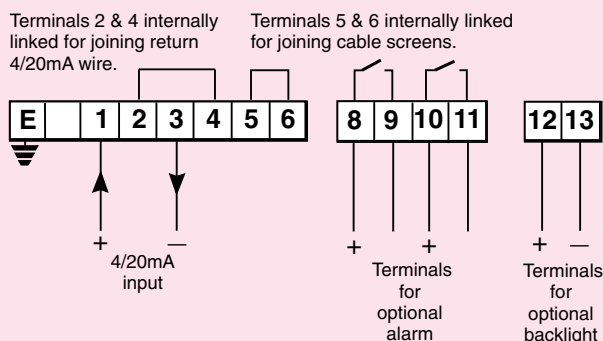 Terminals 2 & 4 internally
linked for joining return
4/20mA wire.
Terminals 5 & 6 internally linked
for joining cable screens.
E 1 2 3 4 5 6
8 9 10 11
12 13
+ —
4/20mA
input
+ +
Terminals
for
optional
alarm
+ —
Terminals
for
optional
backlight